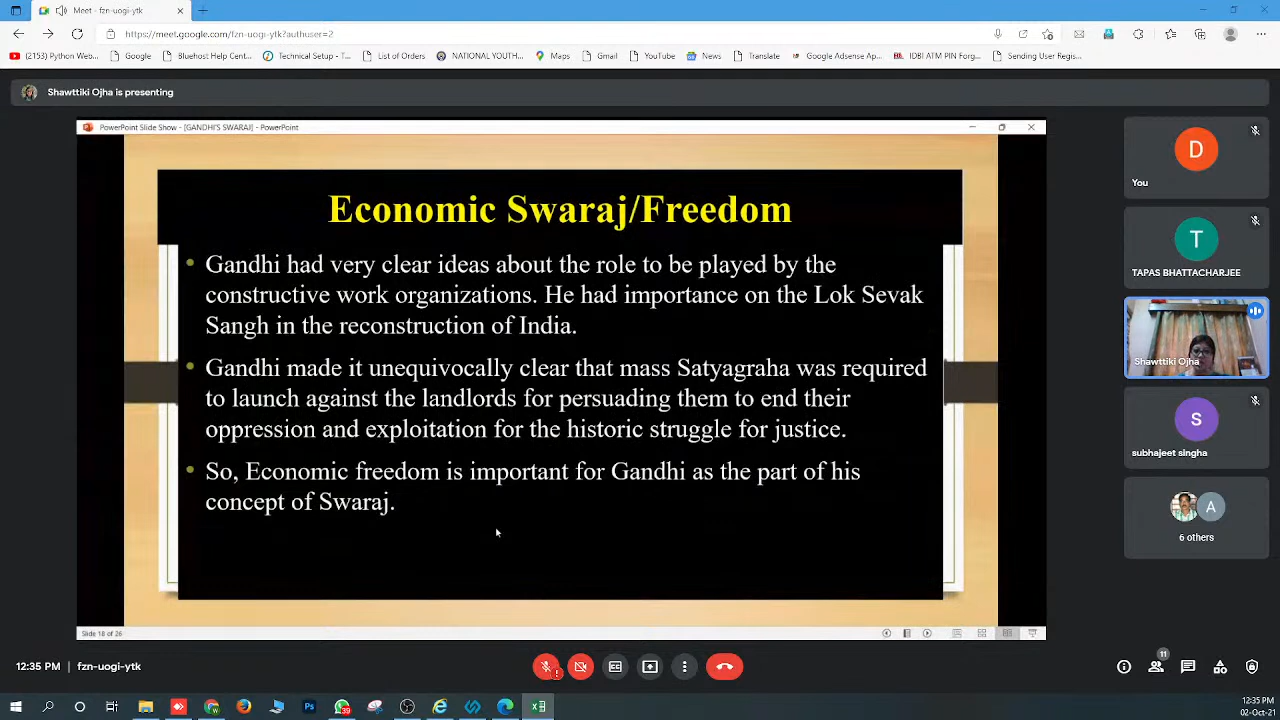 Meet - fzn-uogi-ytk
https://meet.google.com/fzn-uogi-ytk?authuser=2
(2153) Python Web... Google Bluehost Help Cent... Technical Setup - T... List of Orders NATIONAL YOUTH... Maps Gmail YouTube News Translate Google Adsense Ap... IDBI ATM PIN Forg... Sending User Regis...
Shawttiki Ojha is presenting
PowerPoint Slide Show - [GANDHI'S SWARAJ] - PowerPoint
Economic Swaraj/Freedom
Gandhi had very clear ideas about the role to be played by the
constructive work organizations. He had importance on the Lok Sevak
Sangh in the reconstruction of India.
Gandhi made it unequivocally clear that mass Satyagraha was required
to launch against the landlords for persuading them to end their
oppression and exploitation for the historic struggle for justice.
So, Economic freedom is important for Gandhi as the part of his
concept of Swaraj.
Slide 18 of 26
D
You
T
TAPAS BHATTACHARJEE
Shawttiki Ojha
S
subhajeet singha
A
6 others
12:35 PM | fzn-uogi-ytk
11
39
12:35 PM
02-Oct-21